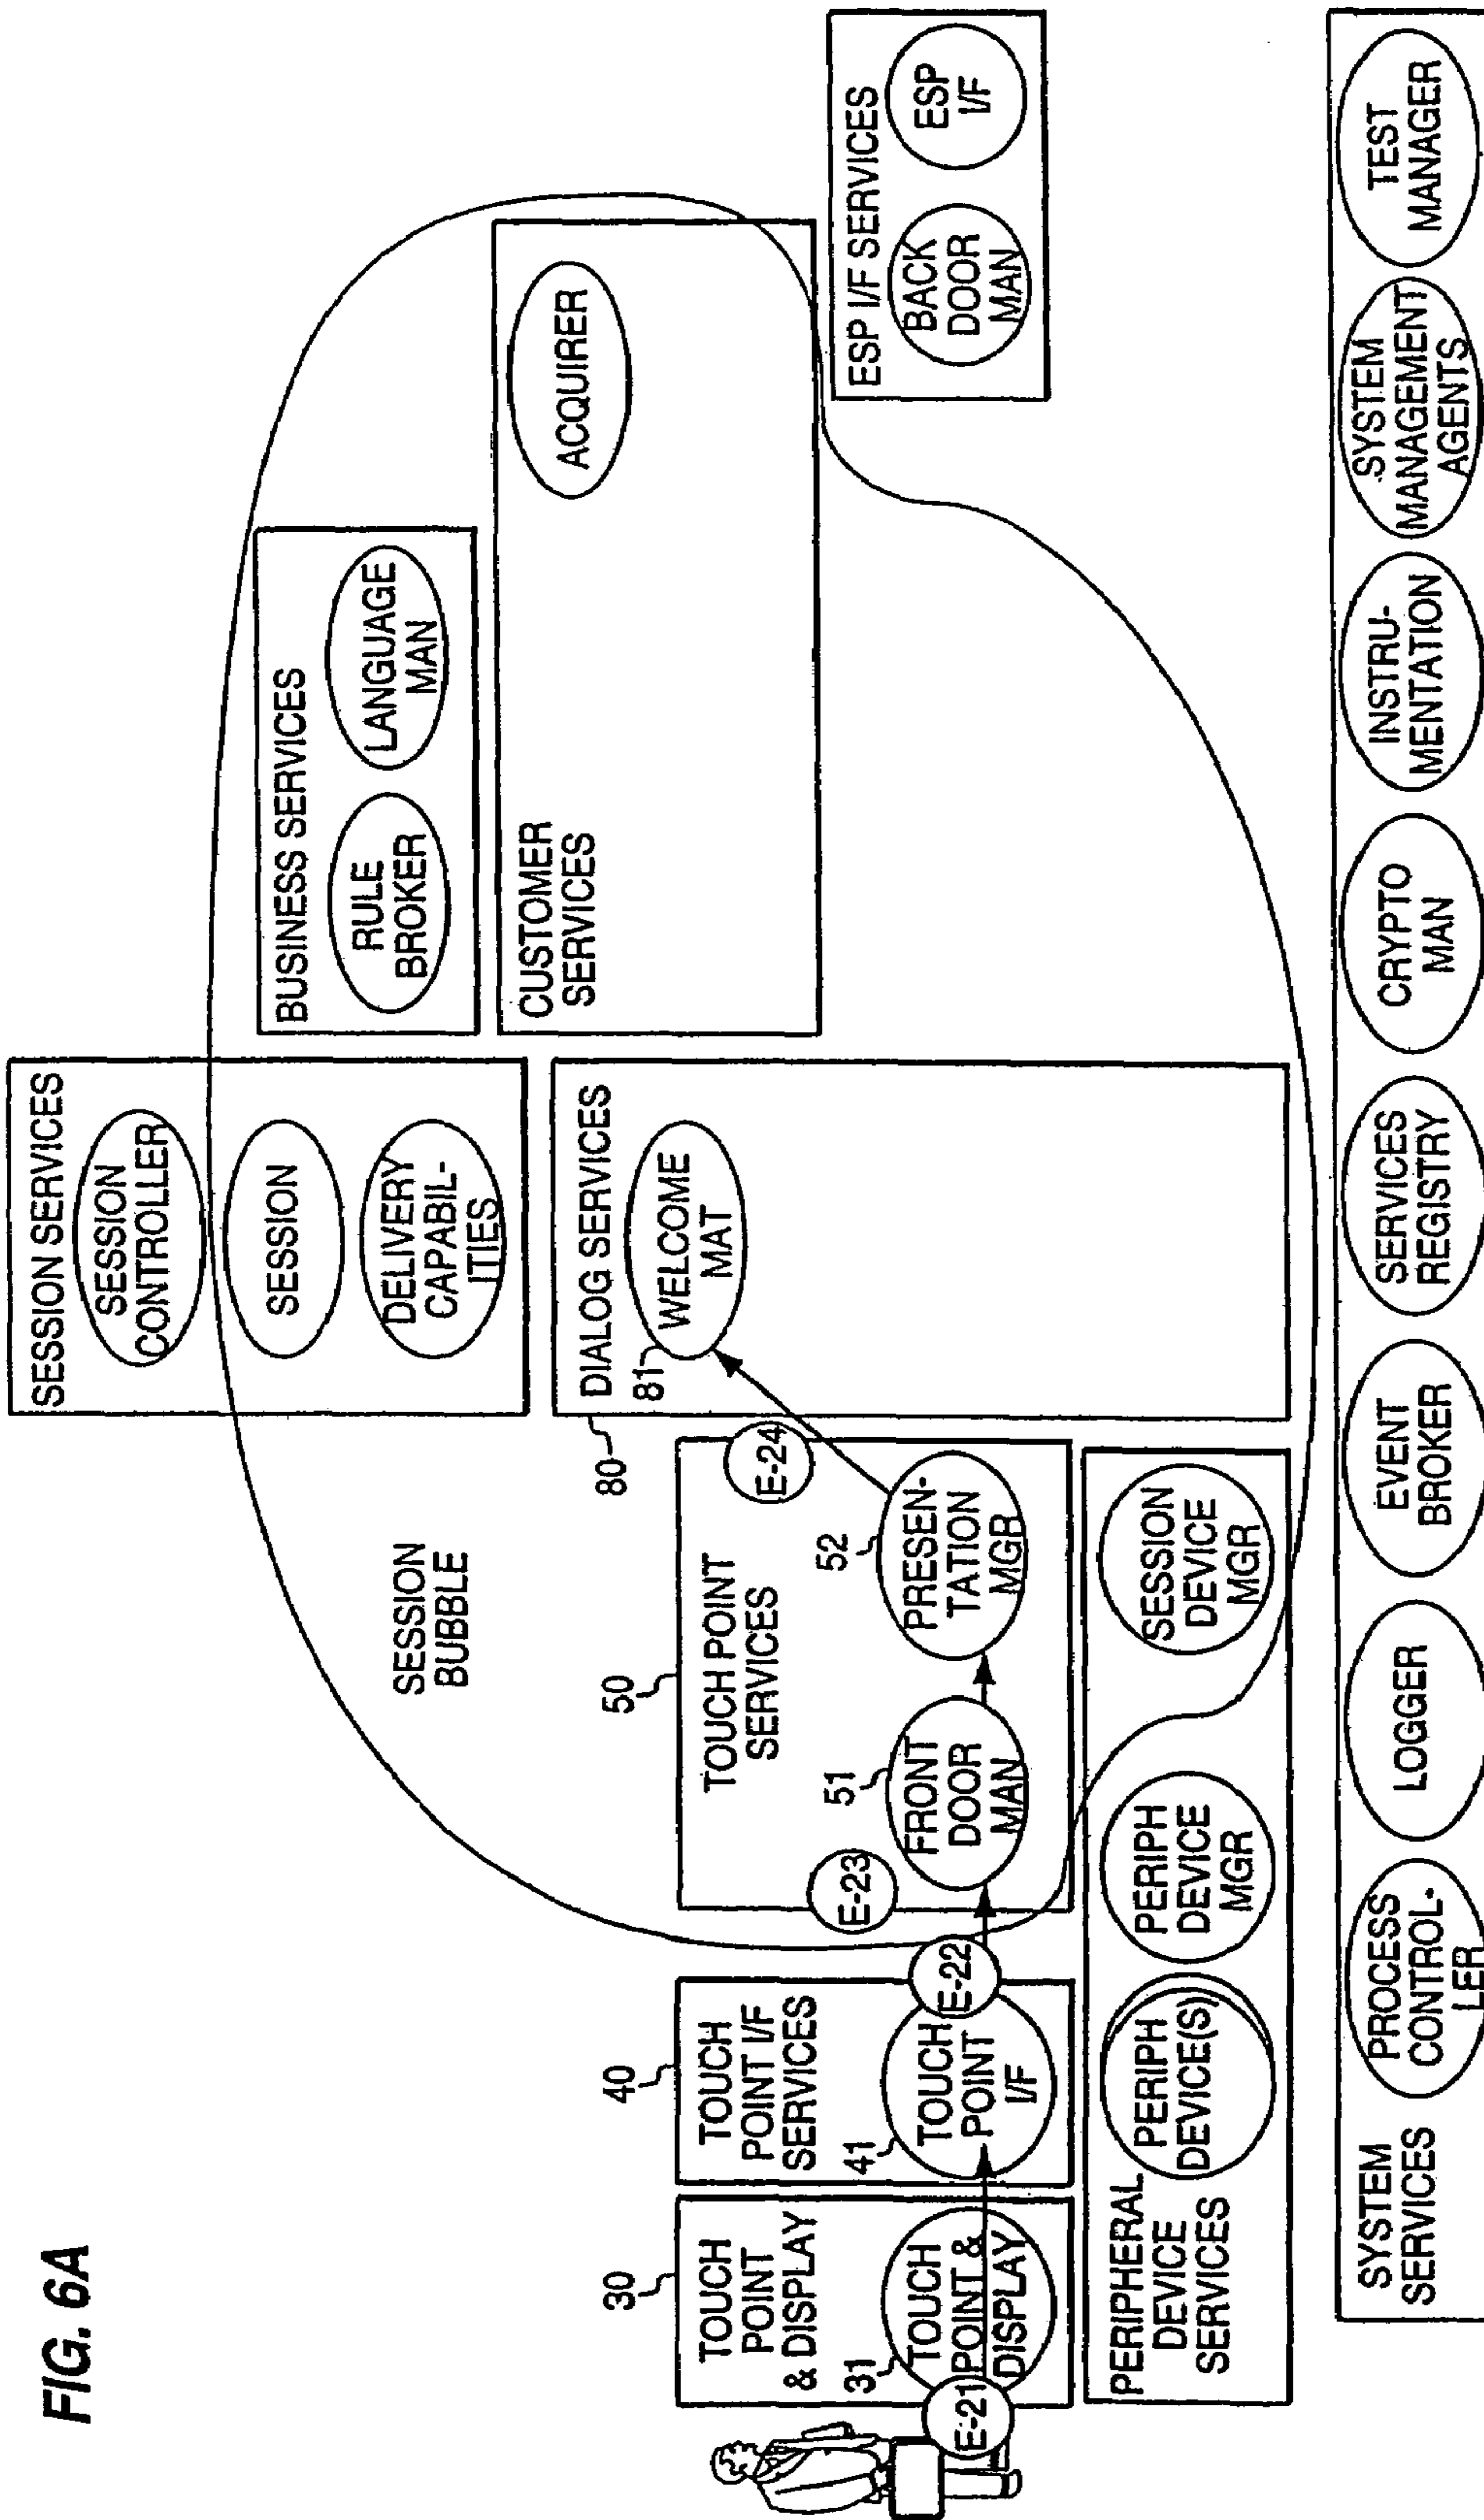 FIG. 6A
SESSION SERVICES
SESSION
CONTROLLER
SESSION
DELIVERY
CAPABIL-
ITIES
SESSION
BUBBLE
BUSINESS SERVICES
RULE
BROKER
LANGUAGE
MAN
CUSTOMER
SERVICES
ACQUIRER
80
DIALOG SERVICES
81
WELCOME
MAT
30
TOUCH
POINT
& DISPLAY
31
TOUCH
POINT &
DISPLAY
E-21
40
TOUCH
POINT I/F
SERVICES
41
TOUCH
POINT
I/F
E-22
50
TOUCH POINT
SERVICES
E-23
51
FRONT
DOOR
MAN
52
PRESEN-
TATION
MGR
E-24
ESP I/F SERVICES
BACK
DOOR
MAN
ESP
I/F
PERIPHERAL
DEVICE
SERVICES
PERIPH
DEVICE(S)
PERIPH
DEVICE
MGR
SESSION
DEVICE
MGR
SYSTEM
SERVICES
PROCESS
CONTROL-
LER
LOGGER
EVENT
BROKER
SERVICES
REGISTRY
CRYPTO
MAN
INSTRU-
MENTATION
SYSTEM
MANAGEMENT
AGENTS
TEST
MANAGER